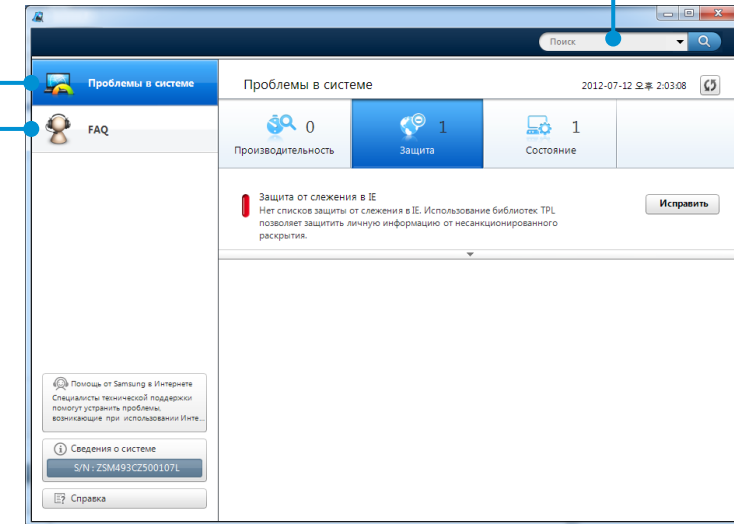 Поиск
Проблемы в системе
FAQ
Проблемы в системе
2012-07-12 오후 2:03:08
0
Производительность
1
Защита
1
Состояние
Защита от слежения в IE
Нет списков защиты от слежения в IE. Использование библиотек TPL
позволяет защитить личную информацию от несанкционированного
раскрытия.
Исправить
Помощь от Samsung в Интернете
Специалисты технической поддержки
помогут устранить проблемы,
возникающие при использовании Инте...
Сведения о системе
S/N : ZSM493CZ500107L
Справка